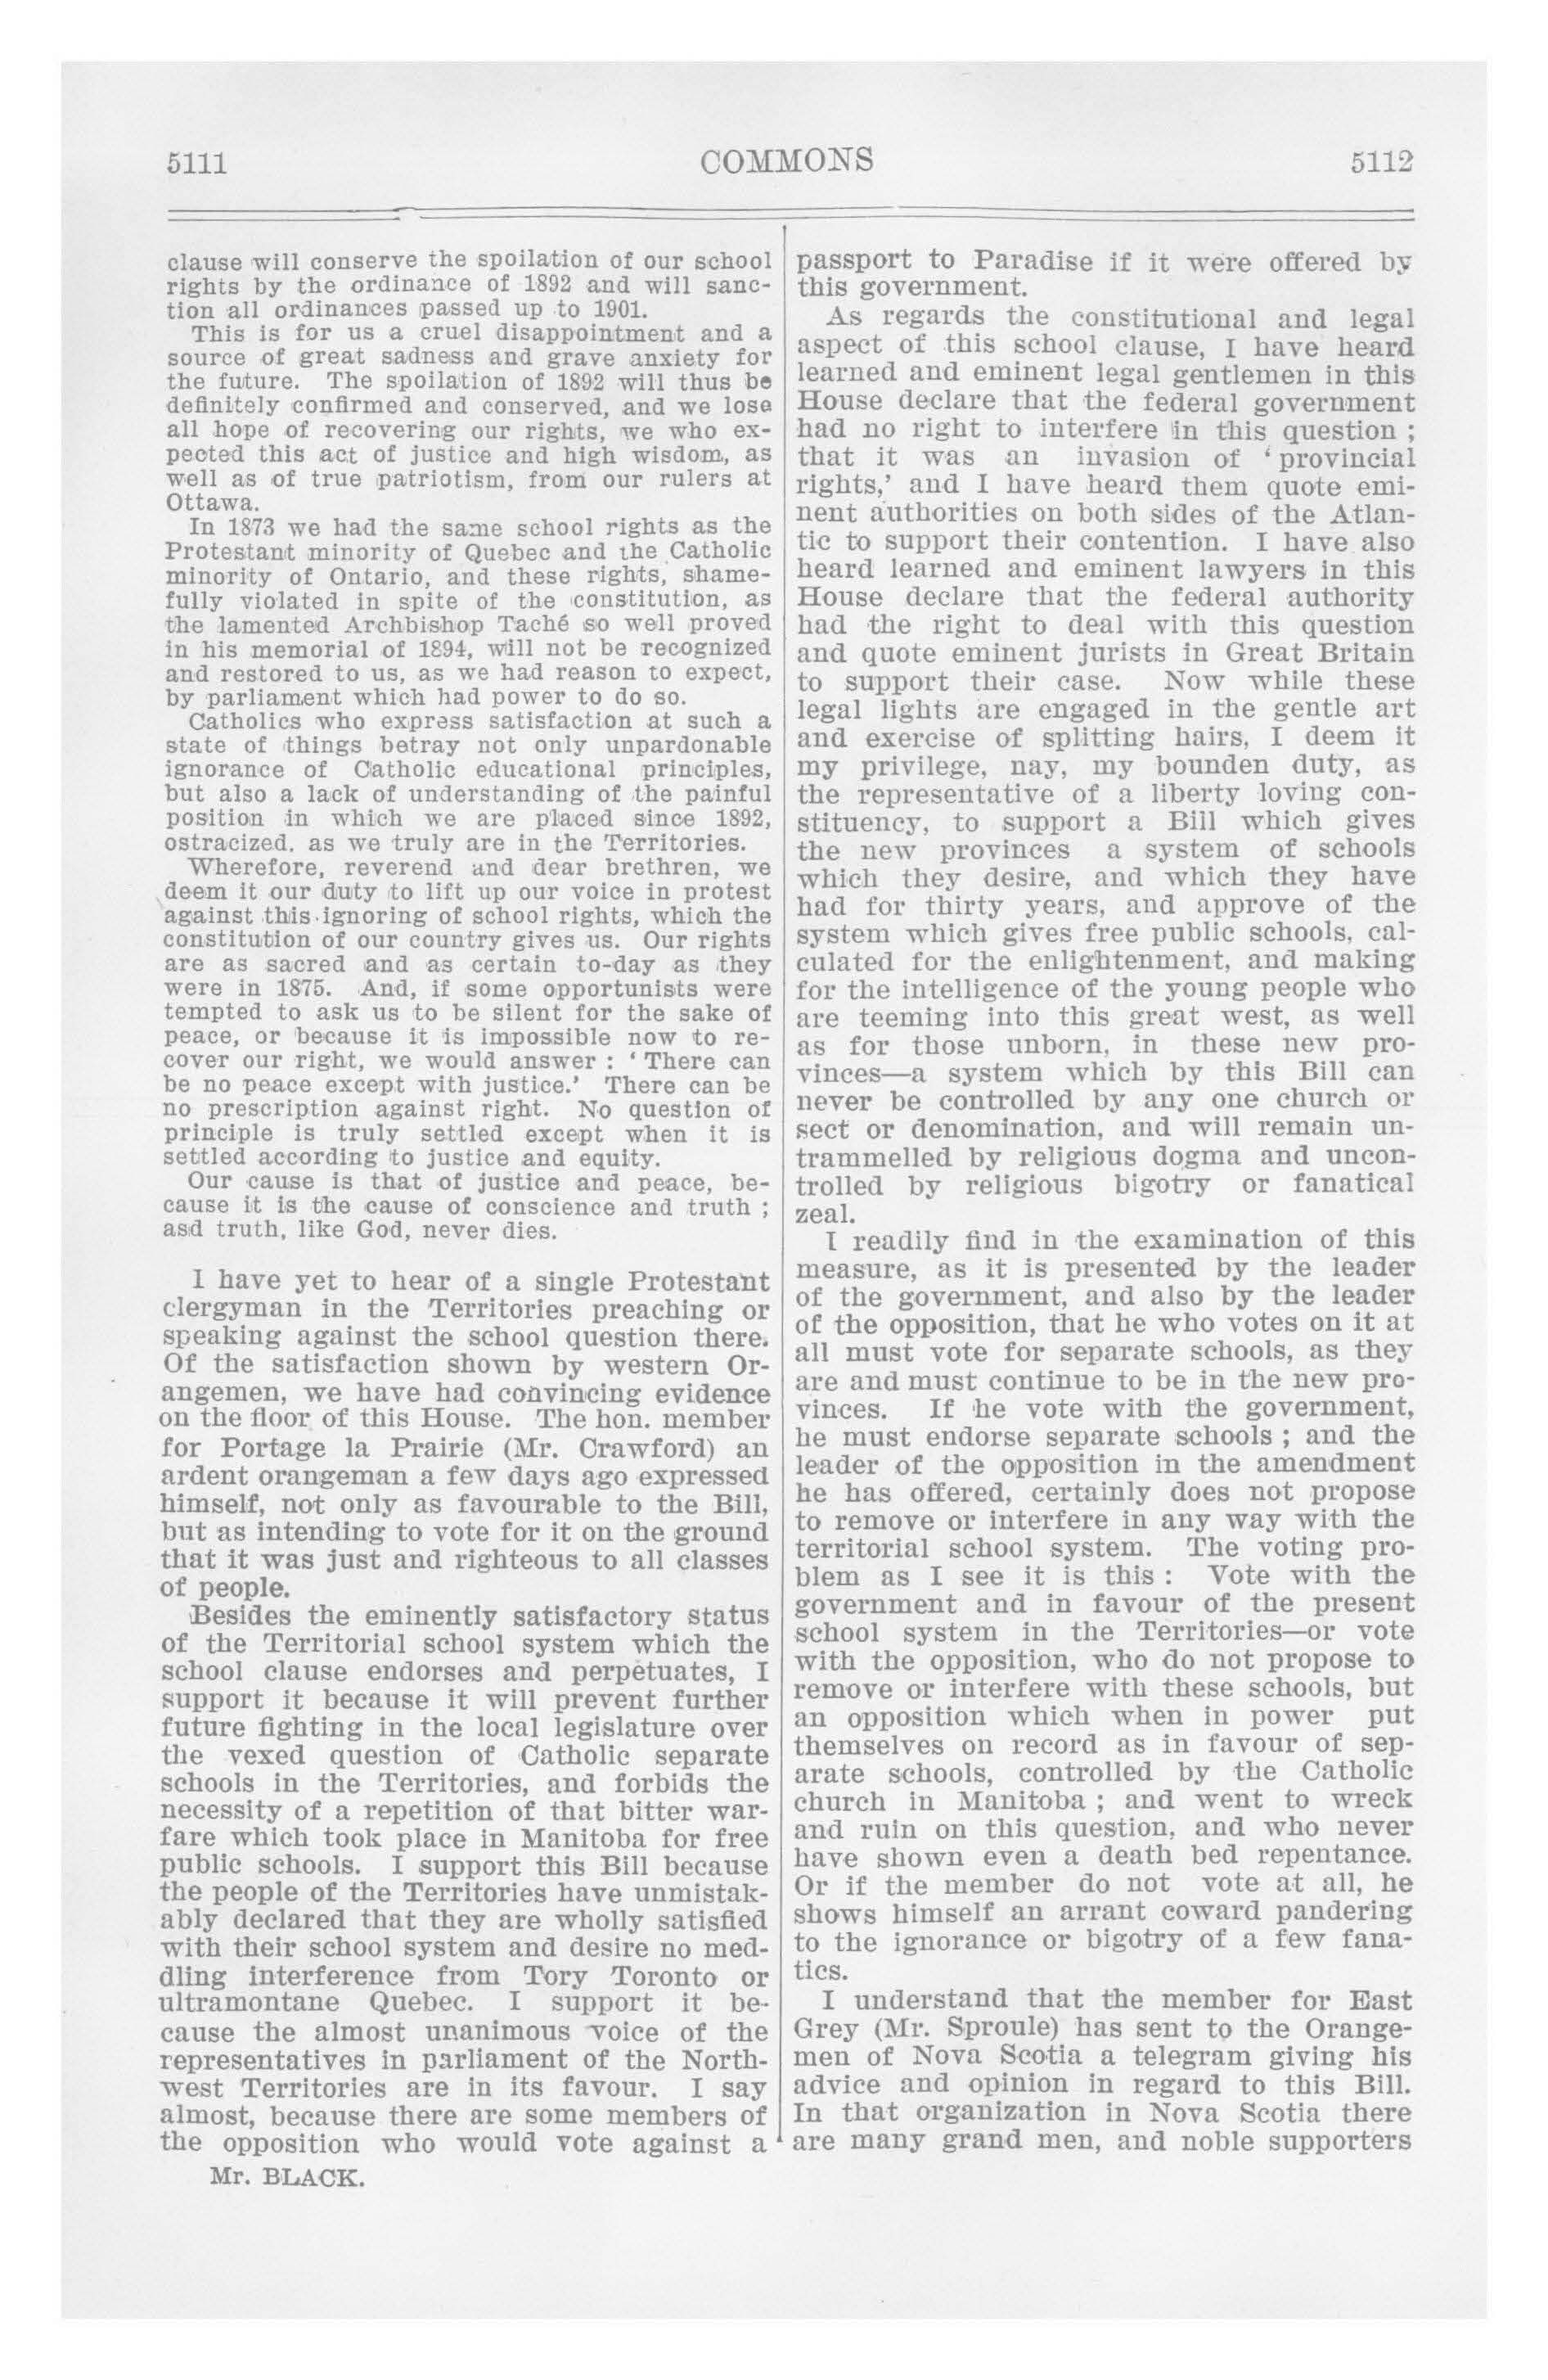 5111
COMMONS
5112
clause will conserve the spoilation of our school
rights by the ordinance of 1892 and will sanc-
tion all ordinances passed up to 1901.
This is for us a cruel disappointment and a
source of great sadness and grave anxiety for
the future. The spoilation of 1892 will thus be
definitely confirmed and conserved, and we lose
all hope of recovering our rights, we who ex-
pected this act of justice and high wisdom, as
well as of true patriotism, from our rulers at
Ottawa.
In 1873 we had the same school rights as the
Protestant minority of Quebec and the Catholic
minority of Ontario, and these rights, shame-
fully violated in spite of the constitution, as
the lamented Archbishop Taché so well proved
in his memorial of 1894, will not be recognized
and restored to us, as we had reason to expect,
by parliament which had power to do so.
Catholics who express satisfaction at such a
state of things betray not only unpardonable
ignorance of Catholic educational principles,
but also a lack of understanding of the painful
position in which we are placed since 1892,
ostracized, as we truly are in the Territories.
Wherefore, reverend and dear brethren, we
deem it our duty to lift up our voice in protest
against this ignoring of school rights, which the
constitution of our country gives us. Our rights
are as sacred and as certain to-day as they
were in 1875. And, if some opportunists were
tempted to ask us to be silent for the sake of
peace, or because it is impossible now to re-
cover our right, we would answer : ' There can
be no peace except with justice.' There can be
no prescription against right. No question of
principle is truly settled except when it is
settled according to justice and equity.
Our cause is that of justice and peace, be-
cause it is the cause of conscience and truth ;
asd truth, like God, never dies.
I have yet to hear of a single Protestant
clergyman in the Territories preaching or
speaking against the school question there.
Of the satisfaction shown by western Or-
angemen, we have had convincing evidence
on the floor of this House. The hon. member
for Portage la Prairie (Mr. Crawford) an
ardent orangeman a few days ago expressed
himself, not only as favourable to the Bill,
but as intending to vote for it on the ground
that it was just and righteous to all classes
of people.
Besides the eminently satisfactory status
of the Territorial school system which the
school clause endorses and perpetuates, I
support it because it will prevent further
future fighting in the local legislature over
the vexed question of Catholic separate
schools in the Territories, and forbids the
necessity of a repetition of that bitter war-
fare which took place in Manitoba for free
public schools. I support this Bill because
the people of the Territories have unmistak-
ably declared that they are wholly satisfied
with their school system and desire no med-
dling interference from Tory Toronto or
ultramontane Quebec. I support it be-
cause the almost unanimous voice of the
representatives in parliament of the North-
west Territories are in its favour. I say
almost, because there are some members of
the opposition who would vote against a
Mr. BLACK.
passport to Paradise if it were offered by
this government.
As regards the constitutional and legal
aspect of this school clause, I have heard
learned and eminent legal gentlemen in this
House declare that the federal government
had no right to interfere in this question ;
that it was an invasion of ' provincial
rights,' and I have heard them quote emi-
nent authorities on both sides of the Atlan-
tic to support their contention. I have also
heard learned and eminent lawyers in this
House declare that the federal authority
had the right to deal with this question
and quote eminent jurists in Great Britain
to support their case. Now while these
legal lights are engaged in the gentle art
and exercise of splitting hairs, I deem it
my privilege, nay, my bounden duty, as
the representative of a liberty loving con-
stituency, to support a Bill which gives
the new provinces a system of schools
which they desire, and which they have
had for thirty years, and approve of the
system which gives free public schools, cal-
culated for the enlightenment, and making
for the intelligence of the young people who
are teeming into this great west, as well
as for those unborn, in these new pro-
vinces—a system which by this Bill can
never be controlled by any one church or
sect or denomination, and will remain un-
trammelled by religious dogma and uncon-
trolled by religious bigotry or fanatical
zeal.
I readily find in the examination of this
measure, as it is presented by the leader
of the government, and also by the leader
of the opposition, that he who votes on it at
all must vote for separate schools, as they
are and must continue to be in the new pro-
vinces. If he vote with the government,
he must endorse separate schools ; and the
leader of the opposition in the amendment
he has offered, certainly does not propose
to remove or interfere in any way with the
territorial school system. The voting pro-
blem as I see it is this : Vote with the
government and in favour of the present
school system in the Territories—or vote
with the opposition, who do not propose to
remove or interfere with these schools, but
an opposition which when in power put
themselves on record as in favour of sep-
arate schools, controlled by the Catholic
church in Manitoba ; and went to wreck
and ruin on this question, and who never
have shown even a death bed repentance.
Or if the member do not vote at all, he
shows himself an arrant coward pandering
to the ignorance or bigotry of a few fana-
tics.
I understand that the member for East
Grey (Mr. Sproule) has sent to the Orange-
men of Nova Scotia a telegram giving his
advice and opinion in regard to this Bill.
In that organization in Nova Scotia there
are many grand men, and noble supporters